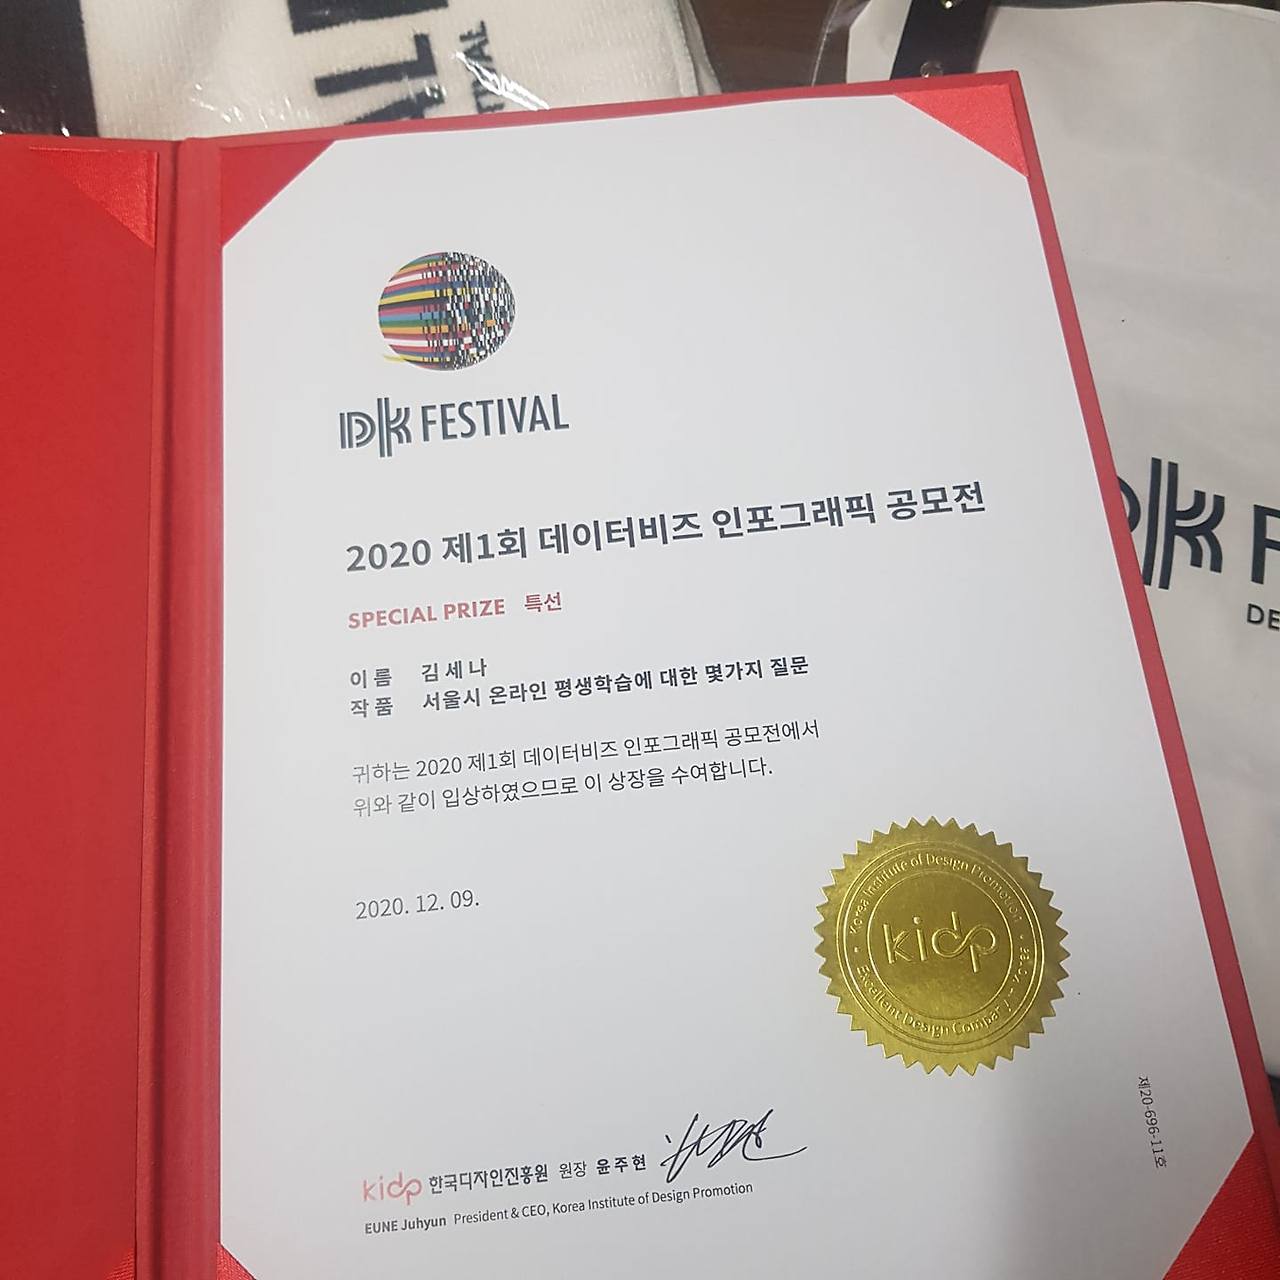 DK FESTIVAL
2020 제1회 데이터비즈 인포그래픽 공모전
SPECIAL PRIZE 특선
이름 김세나
작품 서울시 온라인 평생학습에 대한 몇가지 질문
귀하는 2020 제1회 데이터비즈 인포그래픽 공모전에서
위와 같이 입상하였으므로 이 상장을 수여합니다.
2020. 12. 09.
Korea Institute of Design Promotion
kidp
Excellent Design Company - Korea
제20-696-11호
kidp 한국디자인진흥원 원장 윤주현
EUNE Juhyun President & CEO, Korea Institute of Design Promotion
DK F
DE